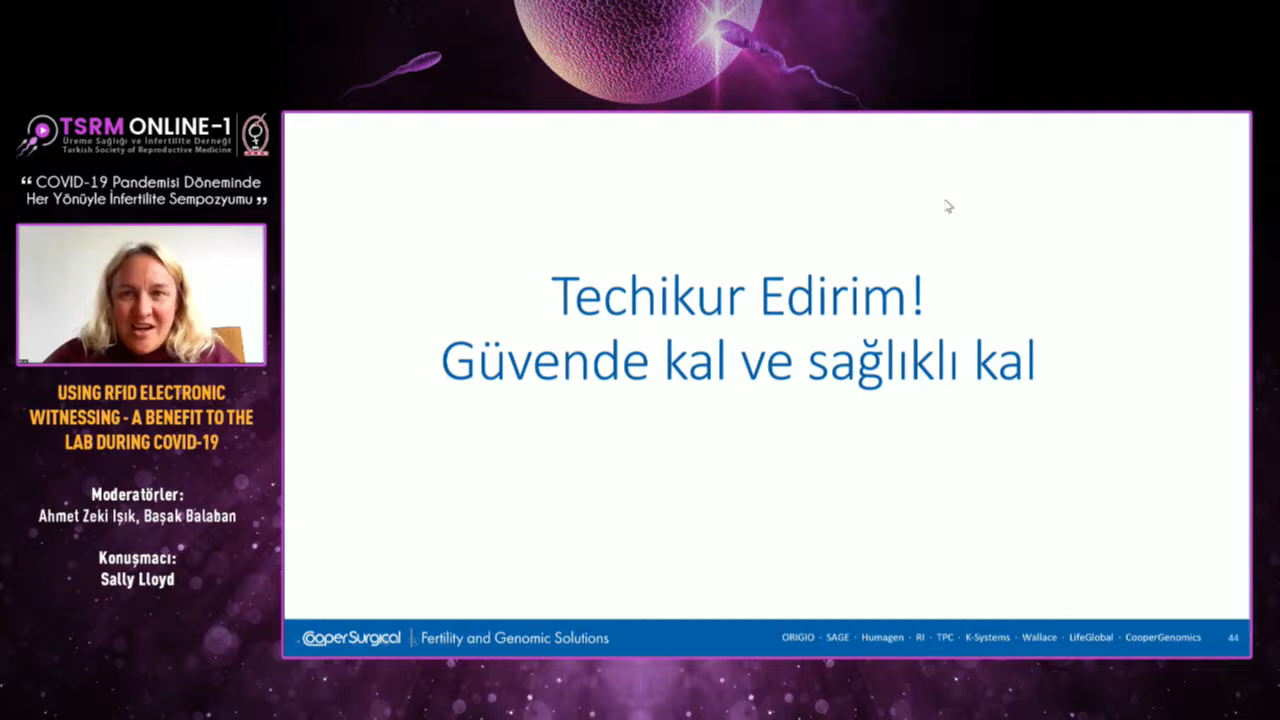 TSRM ONLINE-1
Üreme Sağlığı ve İnfertilite Derneği
Turkish Society of Reproductive Medicine
“ COVID-19 Pandemisi Döneminde
Her Yönüyle İnfertilite Sempozyumu ”
USING RFID ELECTRONIC
WITNESSING - A BENEFIT TO THE
LAB DURING COVID-19
Moderatörler:
Ahmet Zeki Işık, Başak Balaban
Konuşmacı:
Sally Lloyd
Techikur Edirim!
Güvende kal ve sağlıklı kal
CooperSurgical | Fertility and Genomic Solutions
ORIGIO · SAGE · Humagen · RI · TPC · K-Systems · Wallace · LifeGlobal · CooperGenomics 44